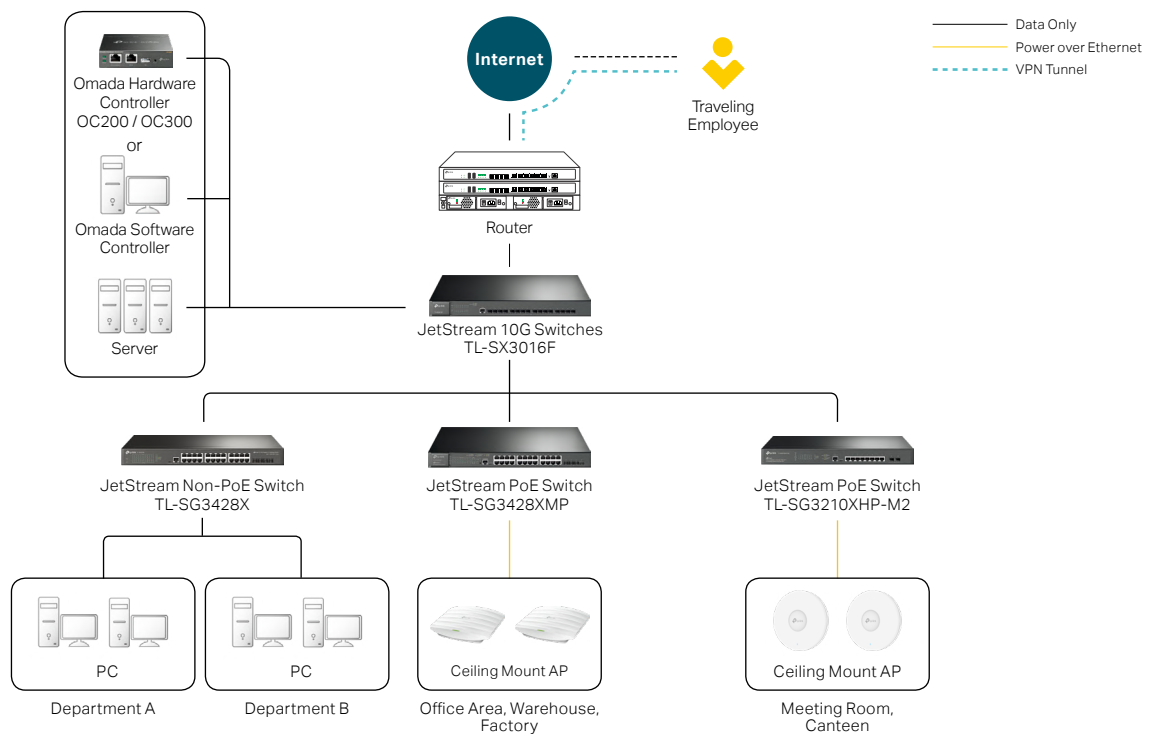 Omada Hardware
Controller
OC200 / OC300
or
Omada Software
Controller
Server
Internet
Traveling
Employee
Data Only
Power over Ethernet
VPN Tunnel
Router
JetStream 10G Switches
TL-SX3016F
JetStream Non-PoE Switch
TL-SG3428X
JetStream PoE Switch
TL-SG3428XMP
JetStream PoE Switch
TL-SG3210XHP-M2
PC
PC
Ceiling Mount AP
Ceiling Mount AP
Department A
Department B
Office Area, Warehouse,
Factory
Meeting Room,
Canteen